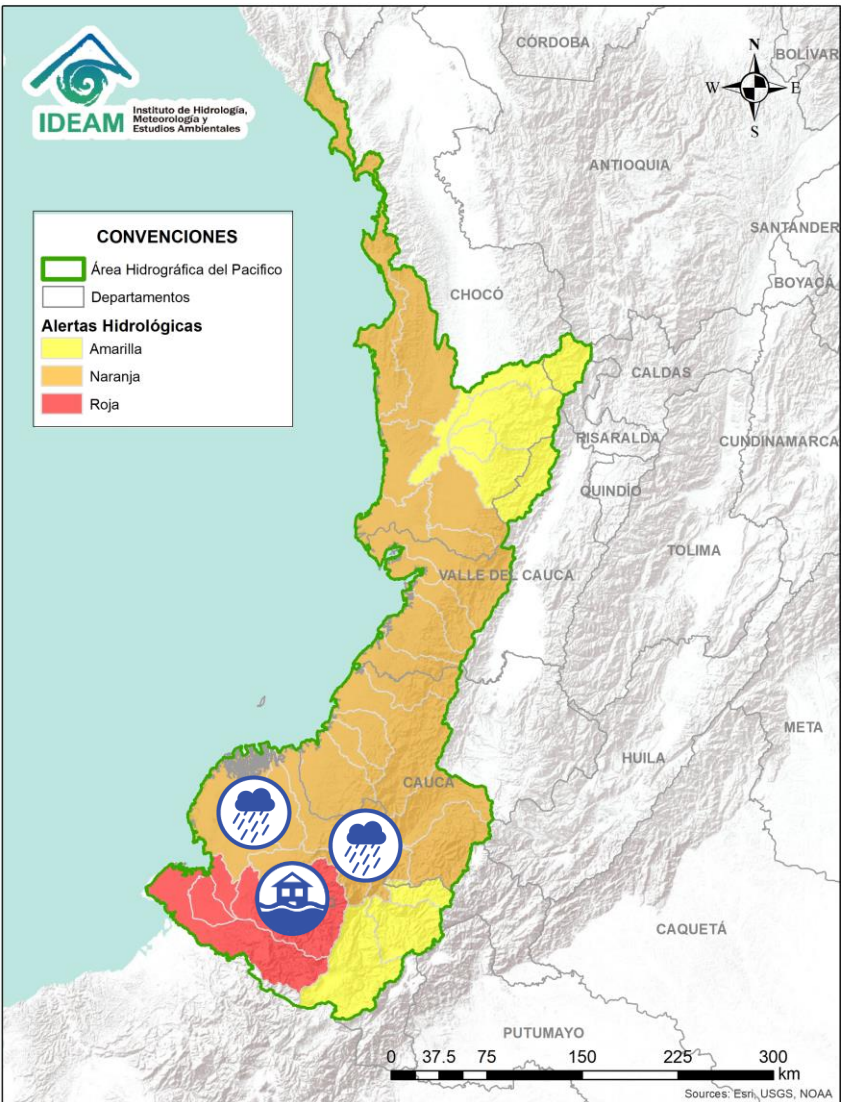 IDEAM
Instituto de Hidrología,
Meteorología y
Estudios Ambientales
CÓRDOBA
BOLÍVAR
N
W
E
S
ANTIOQUIA
SANTANDER
BOYACÁ
CONVENCIONES
Área Hidrográfica del Pacifico
Departamentos
Alertas Hidrológicas
Amarilla
Naranja
Roja
CHOCÓ
CALDAS
RISARALDA
CUNDINAMARCA
QUINDÍO
TOLIMA
VALLE DEL CAUCA
META
HUILA
CAUCA
CAQUETÁ
PUTUMAYO
0 37.5 75 150 225 300
km
Sources: Esri, USGS, NOAA